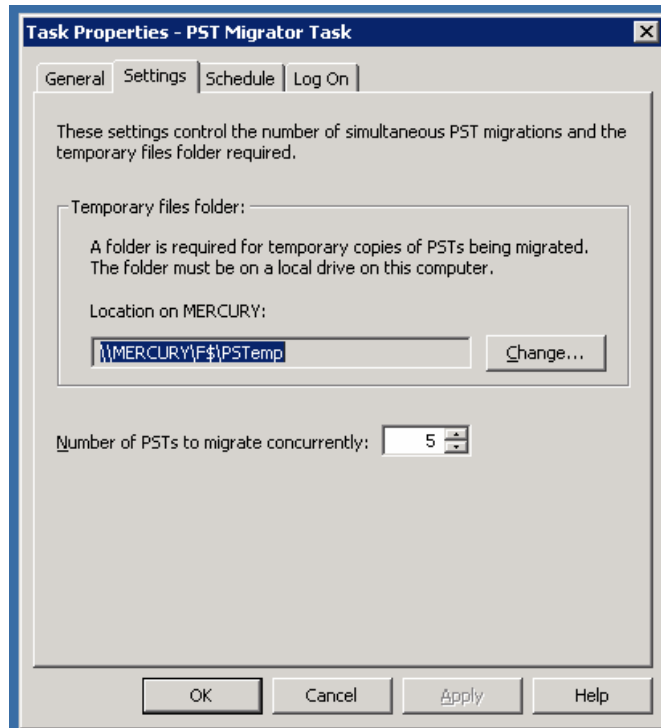 Task Properties - PST Migrator Task
General Settings Schedule Log On
These settings control the number of simultaneous PST migrations and the
temporary files folder required.
Temporary files folder:
A folder is required for temporary copies of PSTs being migrated.
The folder must be on a local drive on this computer.
Location on MERCURY:
\\MERCURY\F$\PSTemp
Change...
Number of PSTs to migrate concurrently: 5
OK Cancel Apply Help